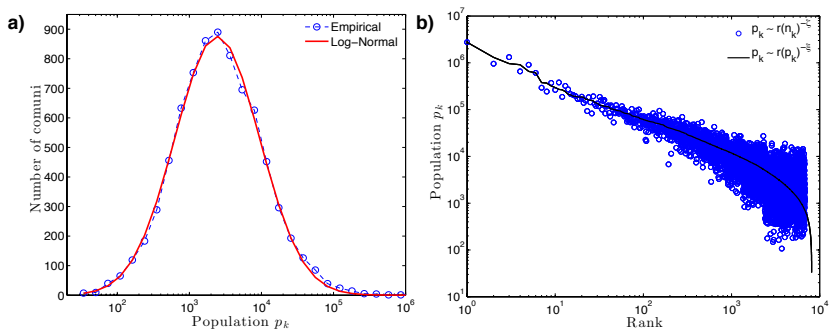 a)
Empirical
Log-Normal
Number of comuni
900
800
700
600
500
400
300
200
100
0
10^2
10^3
10^4
10^5
10^6
Population p_k
b)
p_k ~ r(n_k)
p_k ~ r(p_k)
Population p_k
10^7
10^6
10^5
10^4
10^3
10^2
10^1
10^0
10^1
10^2
10^3
10^4
Rank